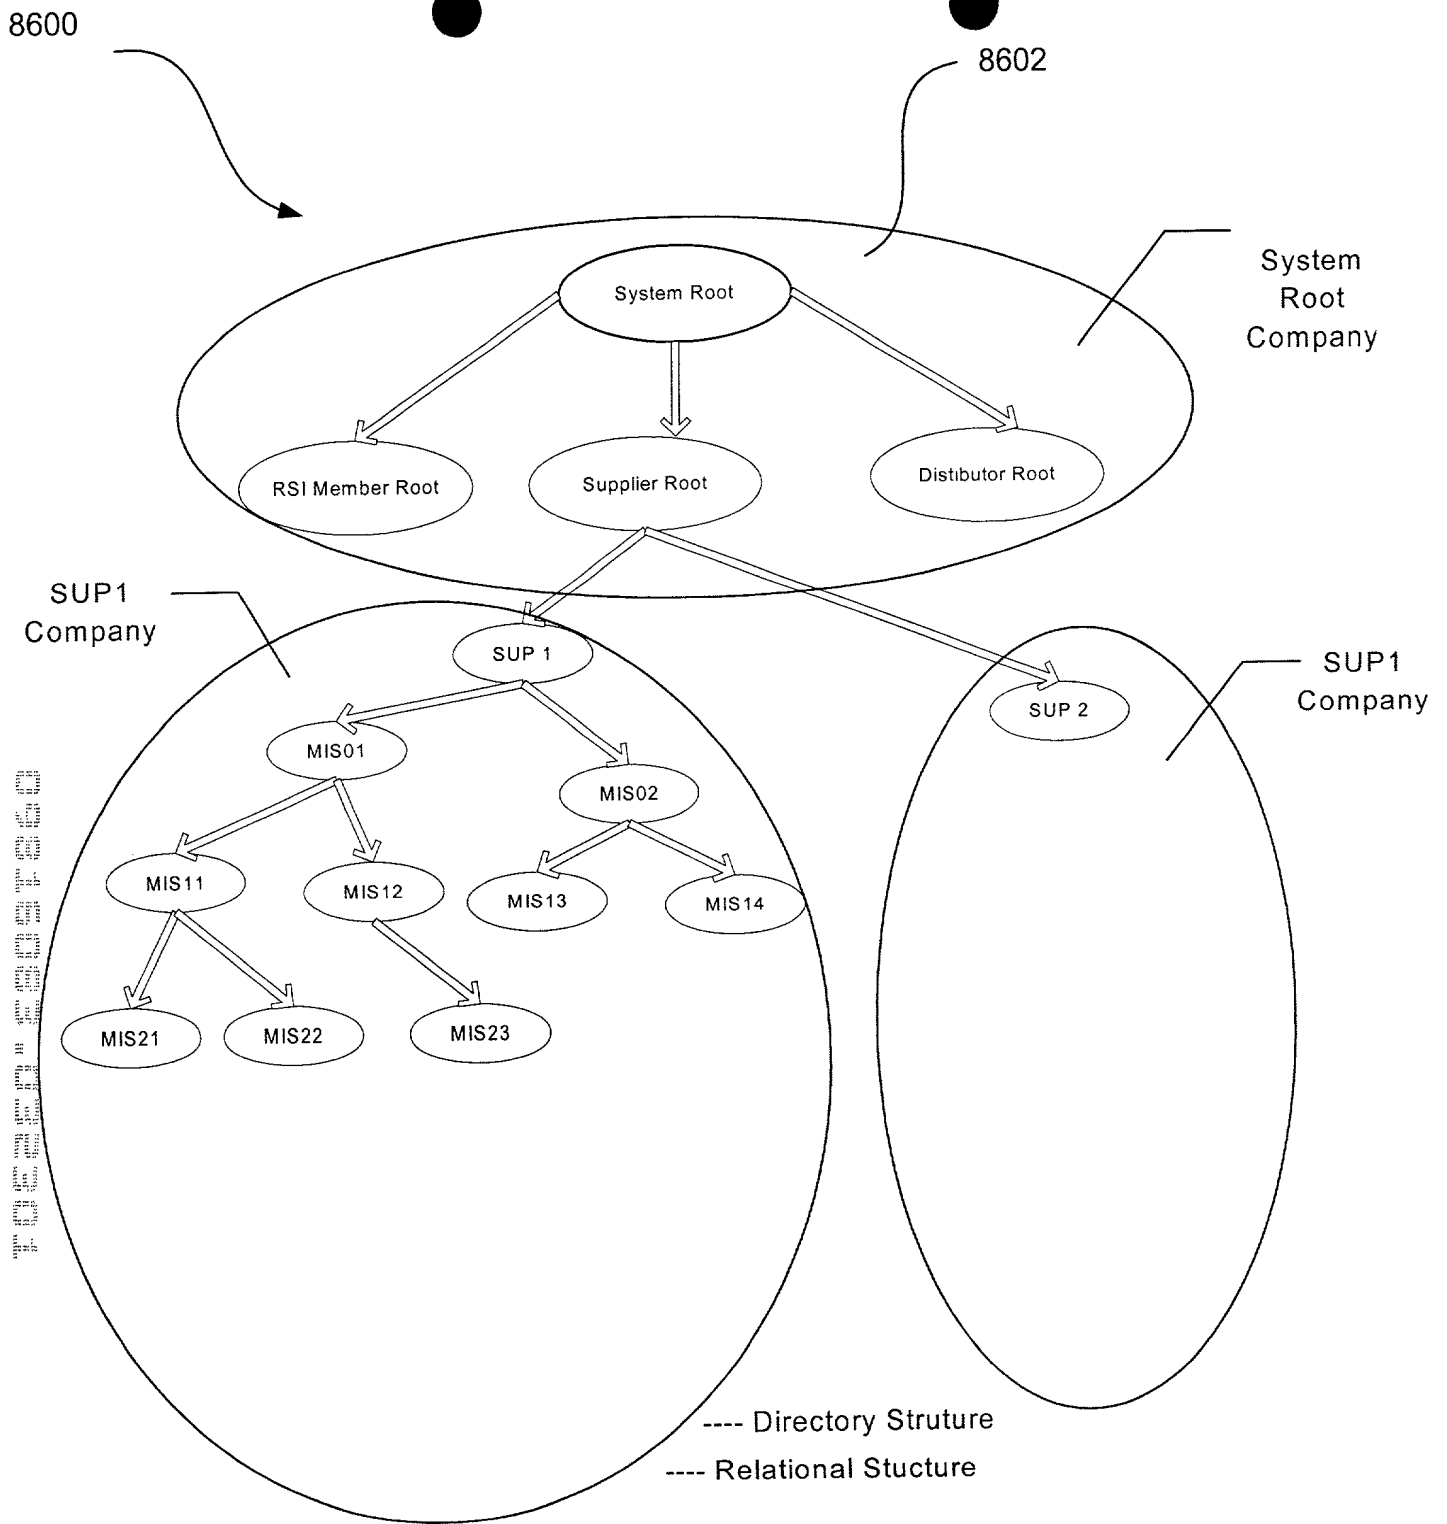 8600
8602
System
Root
Company
System Root
RSI Member Root
Supplier Root
Distibutor Root
SUP1
Company
SUP 1
SUP 2
SUP1
Company
MIS01
MIS02
MIS11
MIS12
MIS13
MIS14
MIS21
MIS22
MIS23
---- Directory Struture
---- Relational Stucture